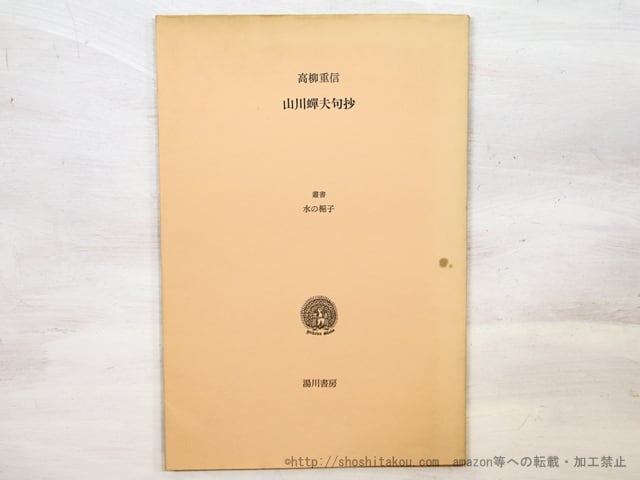 高柳重信
山川蟬夫句抄
叢書
水の梔子
湯川書房
©http://shoshitakou.com amazon等への転載・加工禁止